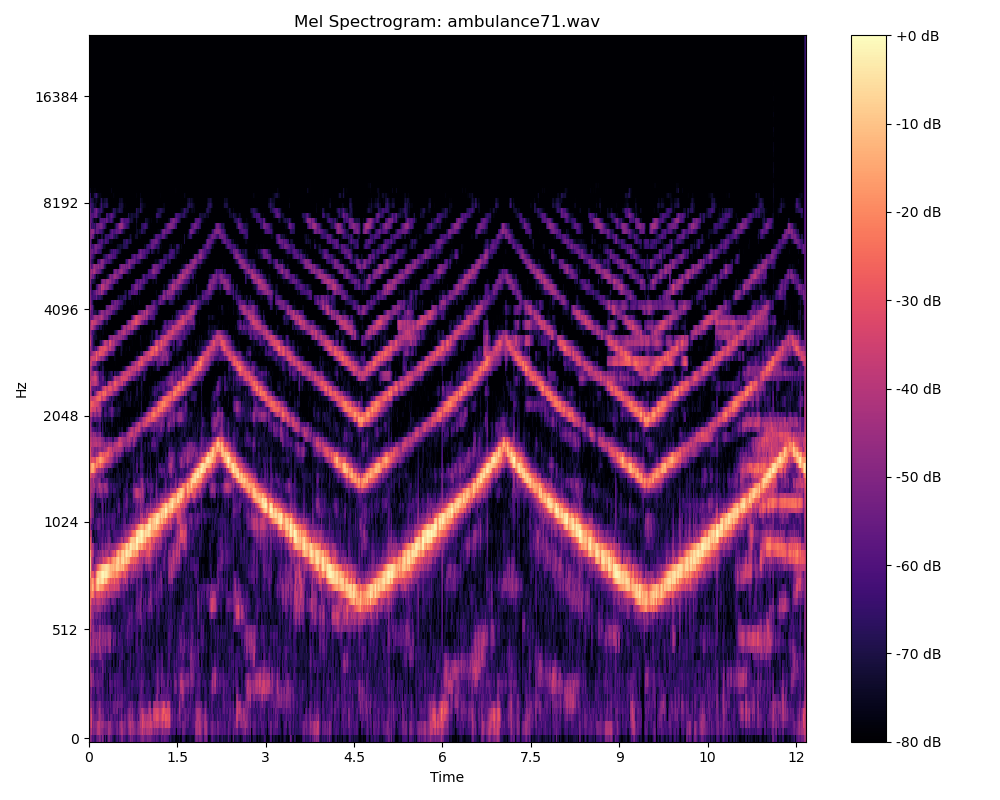 Mel Spectrogram: ambulance71.wav
Hz
16384
8192
4096
2048
1024
512
0
0 1.5 3 4.5 6 7.5 9 10 12
Time
+0 dB
-10 dB
-20 dB
-30 dB
-40 dB
-50 dB
-60 dB
-70 dB
-80 dB